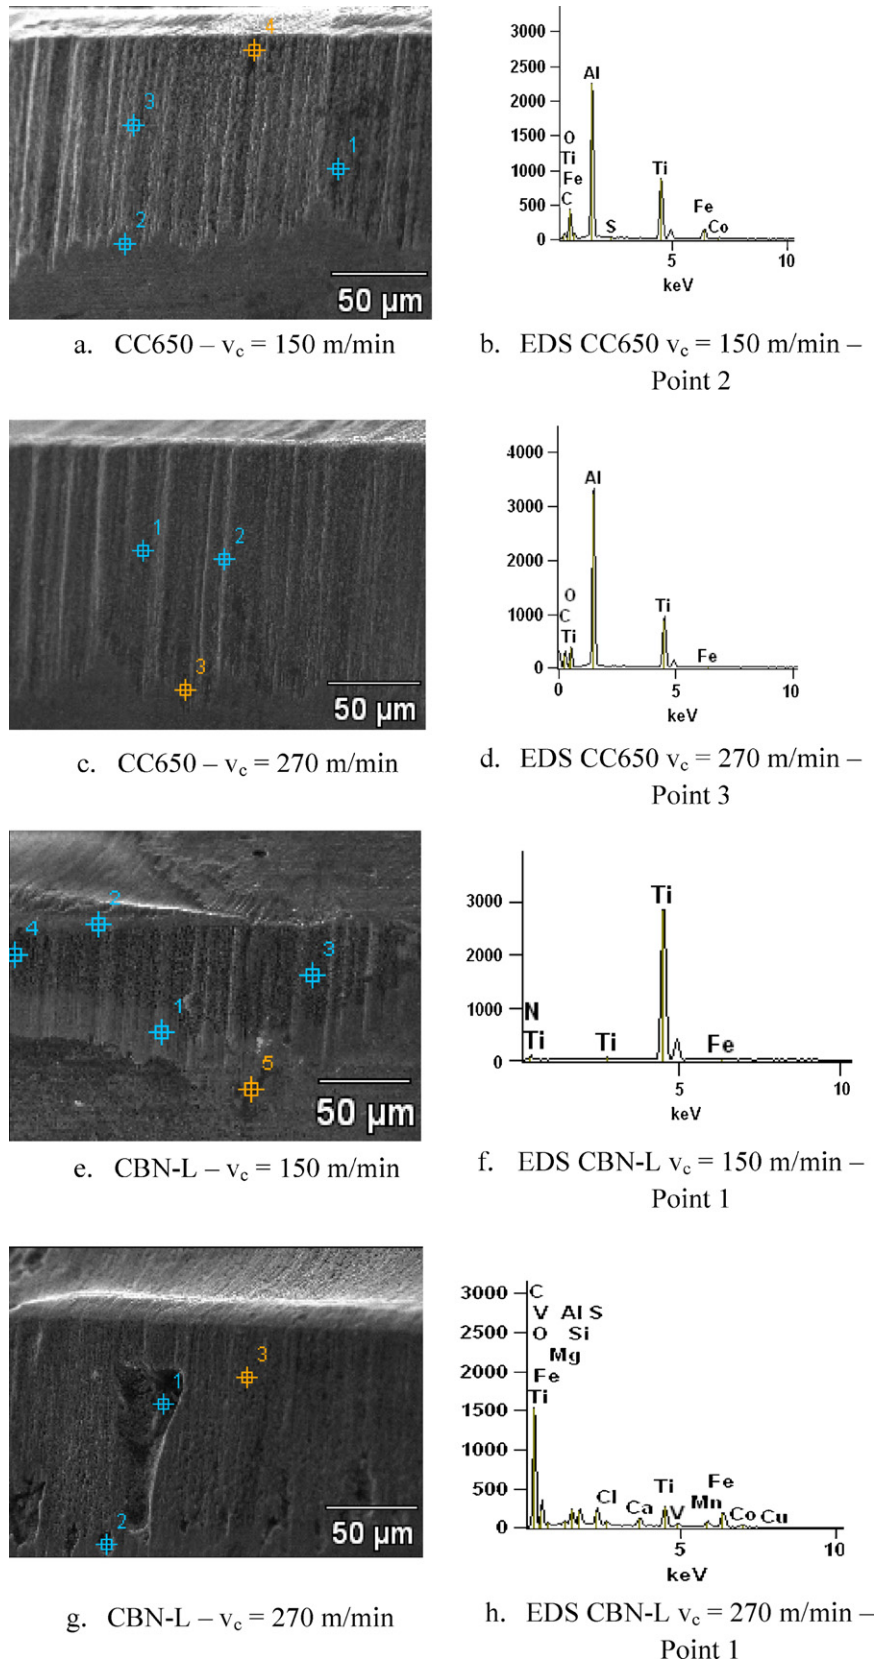 4
3
1
2
50 µm
a. CC650 – vc = 150 m/min
3000
2500
Al
2000
1500
O
Ti
Ti
1000
Fe
Fe
C
500
S
Co
0
5
10
keV
b. EDS CC650 vc = 150 m/min –
Point 2
1
2
3
50 µm
c. CC650 – vc = 270 m/min
4000
Al
3000
2000
O
C
1000
Ti
Ti
Fe
0
0
5
10
keV
d. EDS CC650 vc = 270 m/min –
Point 3
2
4
3
1
5
50 µm
e. CBN-L – vc = 150 m/min
Ti
3000
2000
N
1000
Ti
Ti
Fe
0
5
10
keV
f. EDS CBN-L vc = 150 m/min –
Point 1
3
1
2
50 µm
g. CBN-L – vc = 270 m/min
3000
C
V Al S
2500
O Si
Mg
2000
Fe
Ti
1500
1000
Ti Fe
500
Cl
Ca
V
Mn
Co
Cu
0
5
10
keV
h. EDS CBN-L vc = 270 m/min –
Point 1